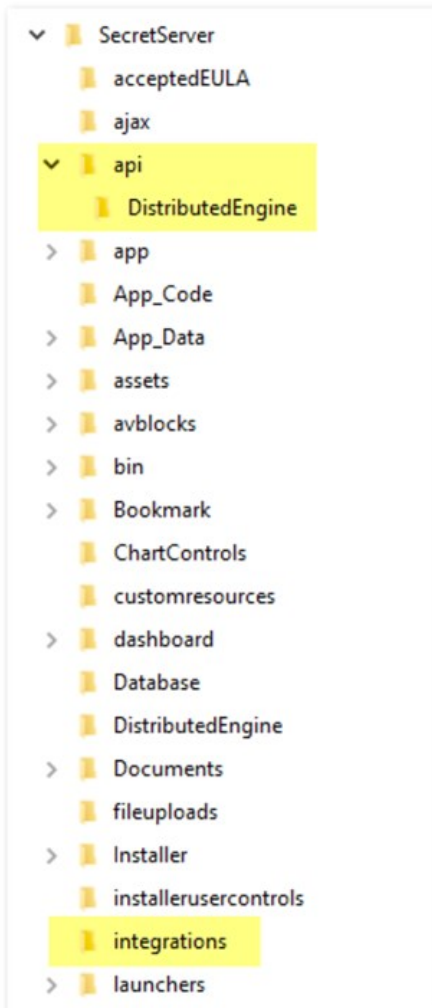 SecretServer
acceptedEULA
ajax
api
DistributedEngine
app
App_Code
App_Data
assets
avblocks
bin
Bookmark
ChartControls
customresources
dashboard
Database
DistributedEngine
Documents
fileuploads
Installer
installerusercontrols
integrations
launchers